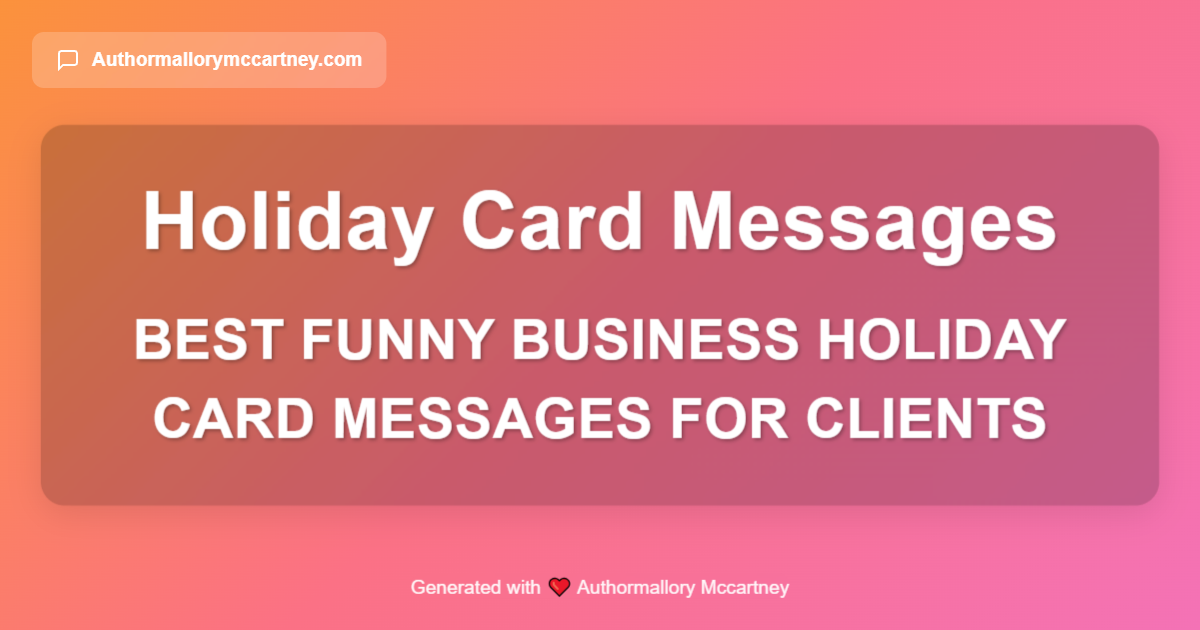 Authormallorymccartney.com
Holiday Card Messages
BEST FUNNY BUSINESS HOLIDAY
CARD MESSAGES FOR CLIENTS
Generated with ❤️ Authormallory Mccartney